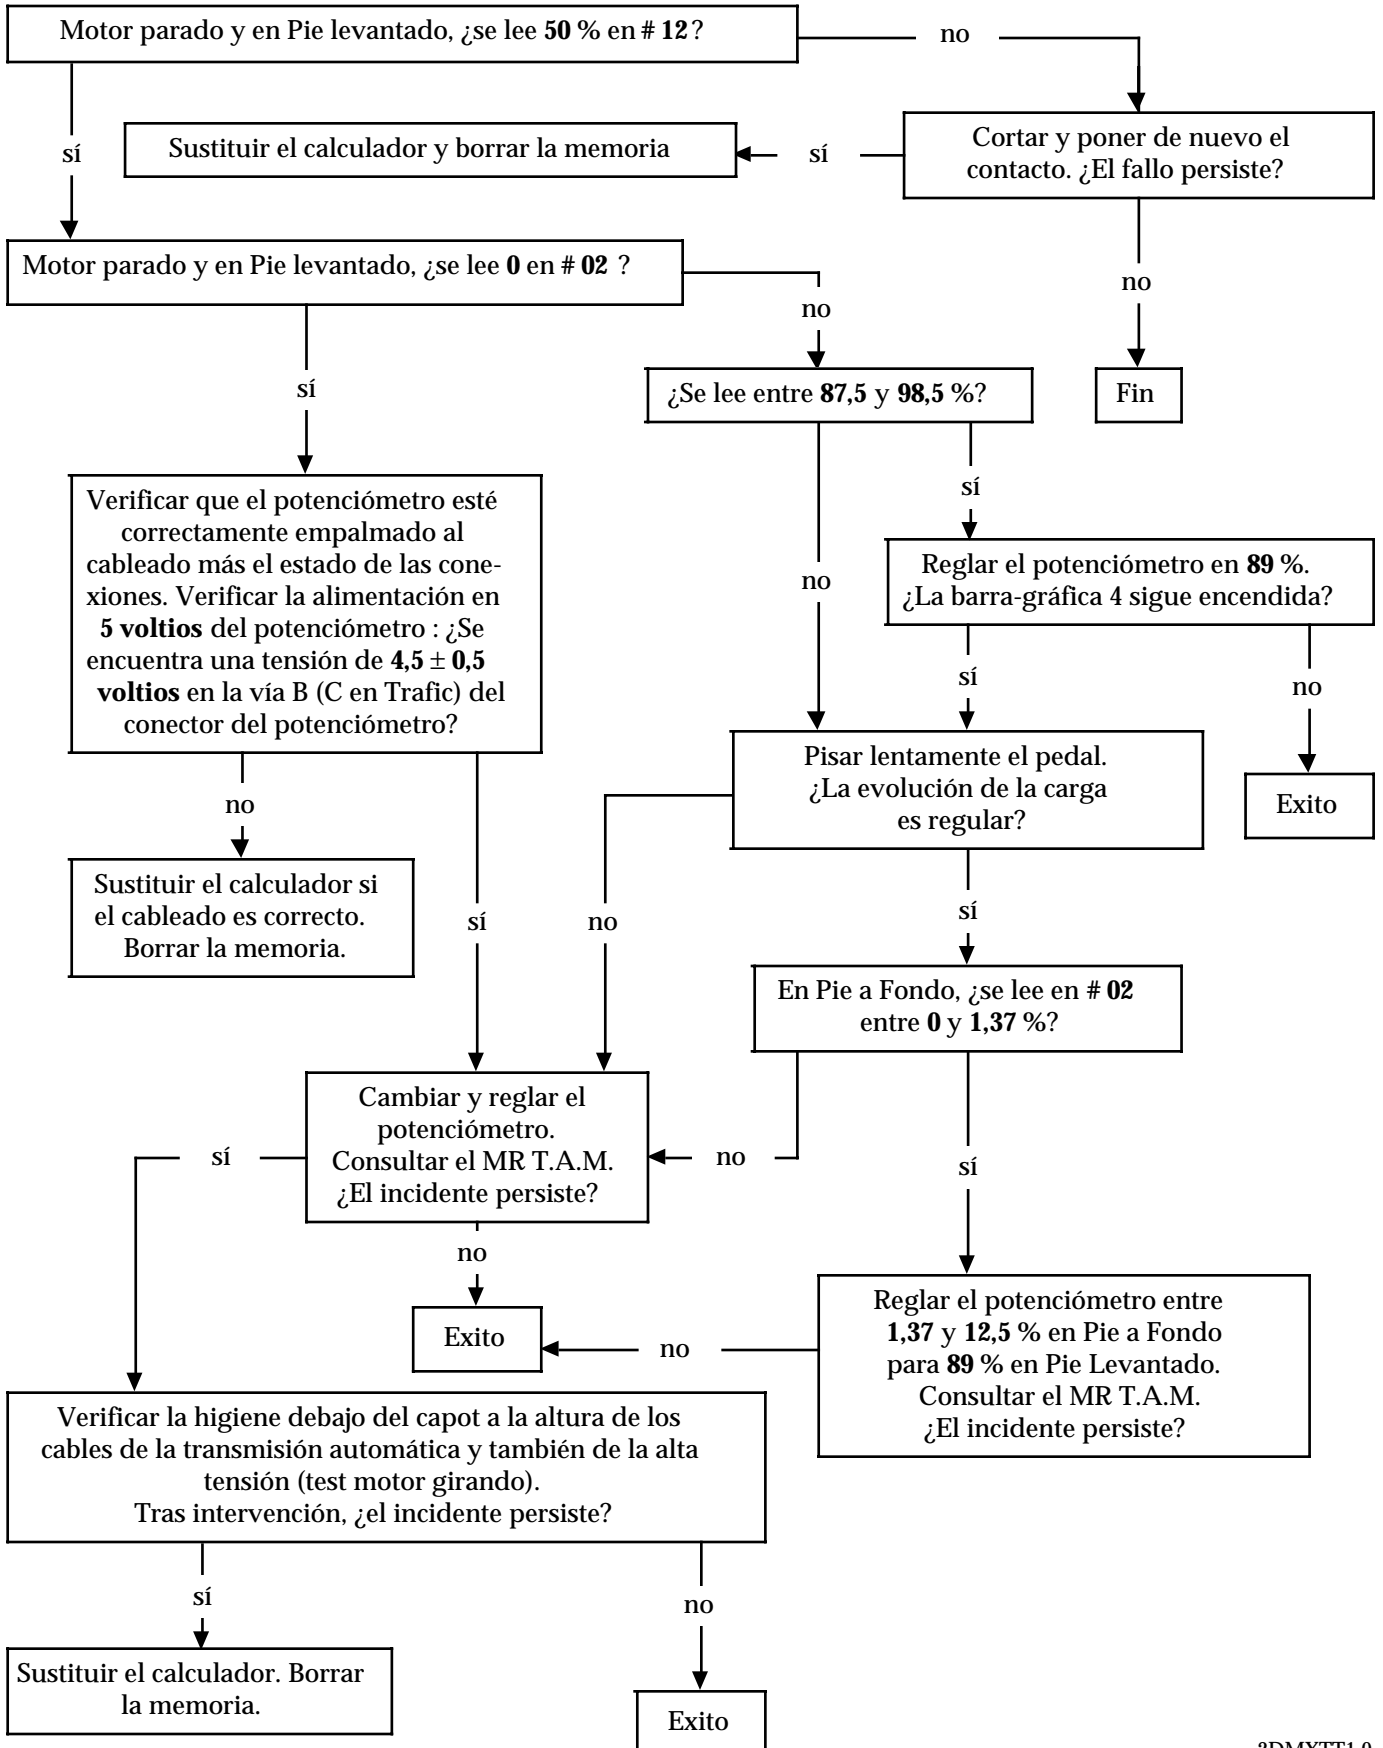 Motor parado y en Pie levantado, ¿se lee 50 % en # 12?
no
sí
Sustituir el calculador y borrar la memoria
sí
Cortar y poner de nuevo el
contacto. ¿El fallo persiste?
Motor parado y en Pie levantado, ¿se lee 0 en # 02 ?
no
no
sí
¿Se lee entre 87,5 y 98,5 %?
Fin
Verificar que el potenciómetro esté
correctamente empalmado al
cableado más el estado de las cone-
xiones. Verificar la alimentación en
5 voltios del potenciómetro : ¿Se
encuentra una tensión de 4,5 ± 0,5
voltios en la vía B (C en Trafic) del
conector del potenciómetro?
sí
no
Reglar el potenciómetro en 89 %.
¿La barra-gráfica 4 sigue encendida?
sí
no
Pisar lentamente el pedal.
¿La evolución de la carga
es regular?
Exito
no
Sustituir el calculador si
el cableado es correcto.
Borrar la memoria.
sí
no
sí
En Pie a Fondo, ¿se lee en # 02
entre 0 y 1,37 %?
Cambiar y reglar el
potenciómetro.
Consultar el MR T.A.M.
¿El incidente persiste?
sí
no
sí
no
Exito
no
Reglar el potenciómetro entre
1,37 y 12,5 % en Pie a Fondo
para 89 % en Pie Levantado.
Consultar el MR T.A.M.
¿El incidente persiste?
Verificar la higiene debajo del capot a la altura de los
cables de la transmisión automática y también de la alta
tensión (test motor girando).
Tras intervención, ¿el incidente persiste?
sí
no
Sustituir el calculador. Borrar
la memoria.
Exito